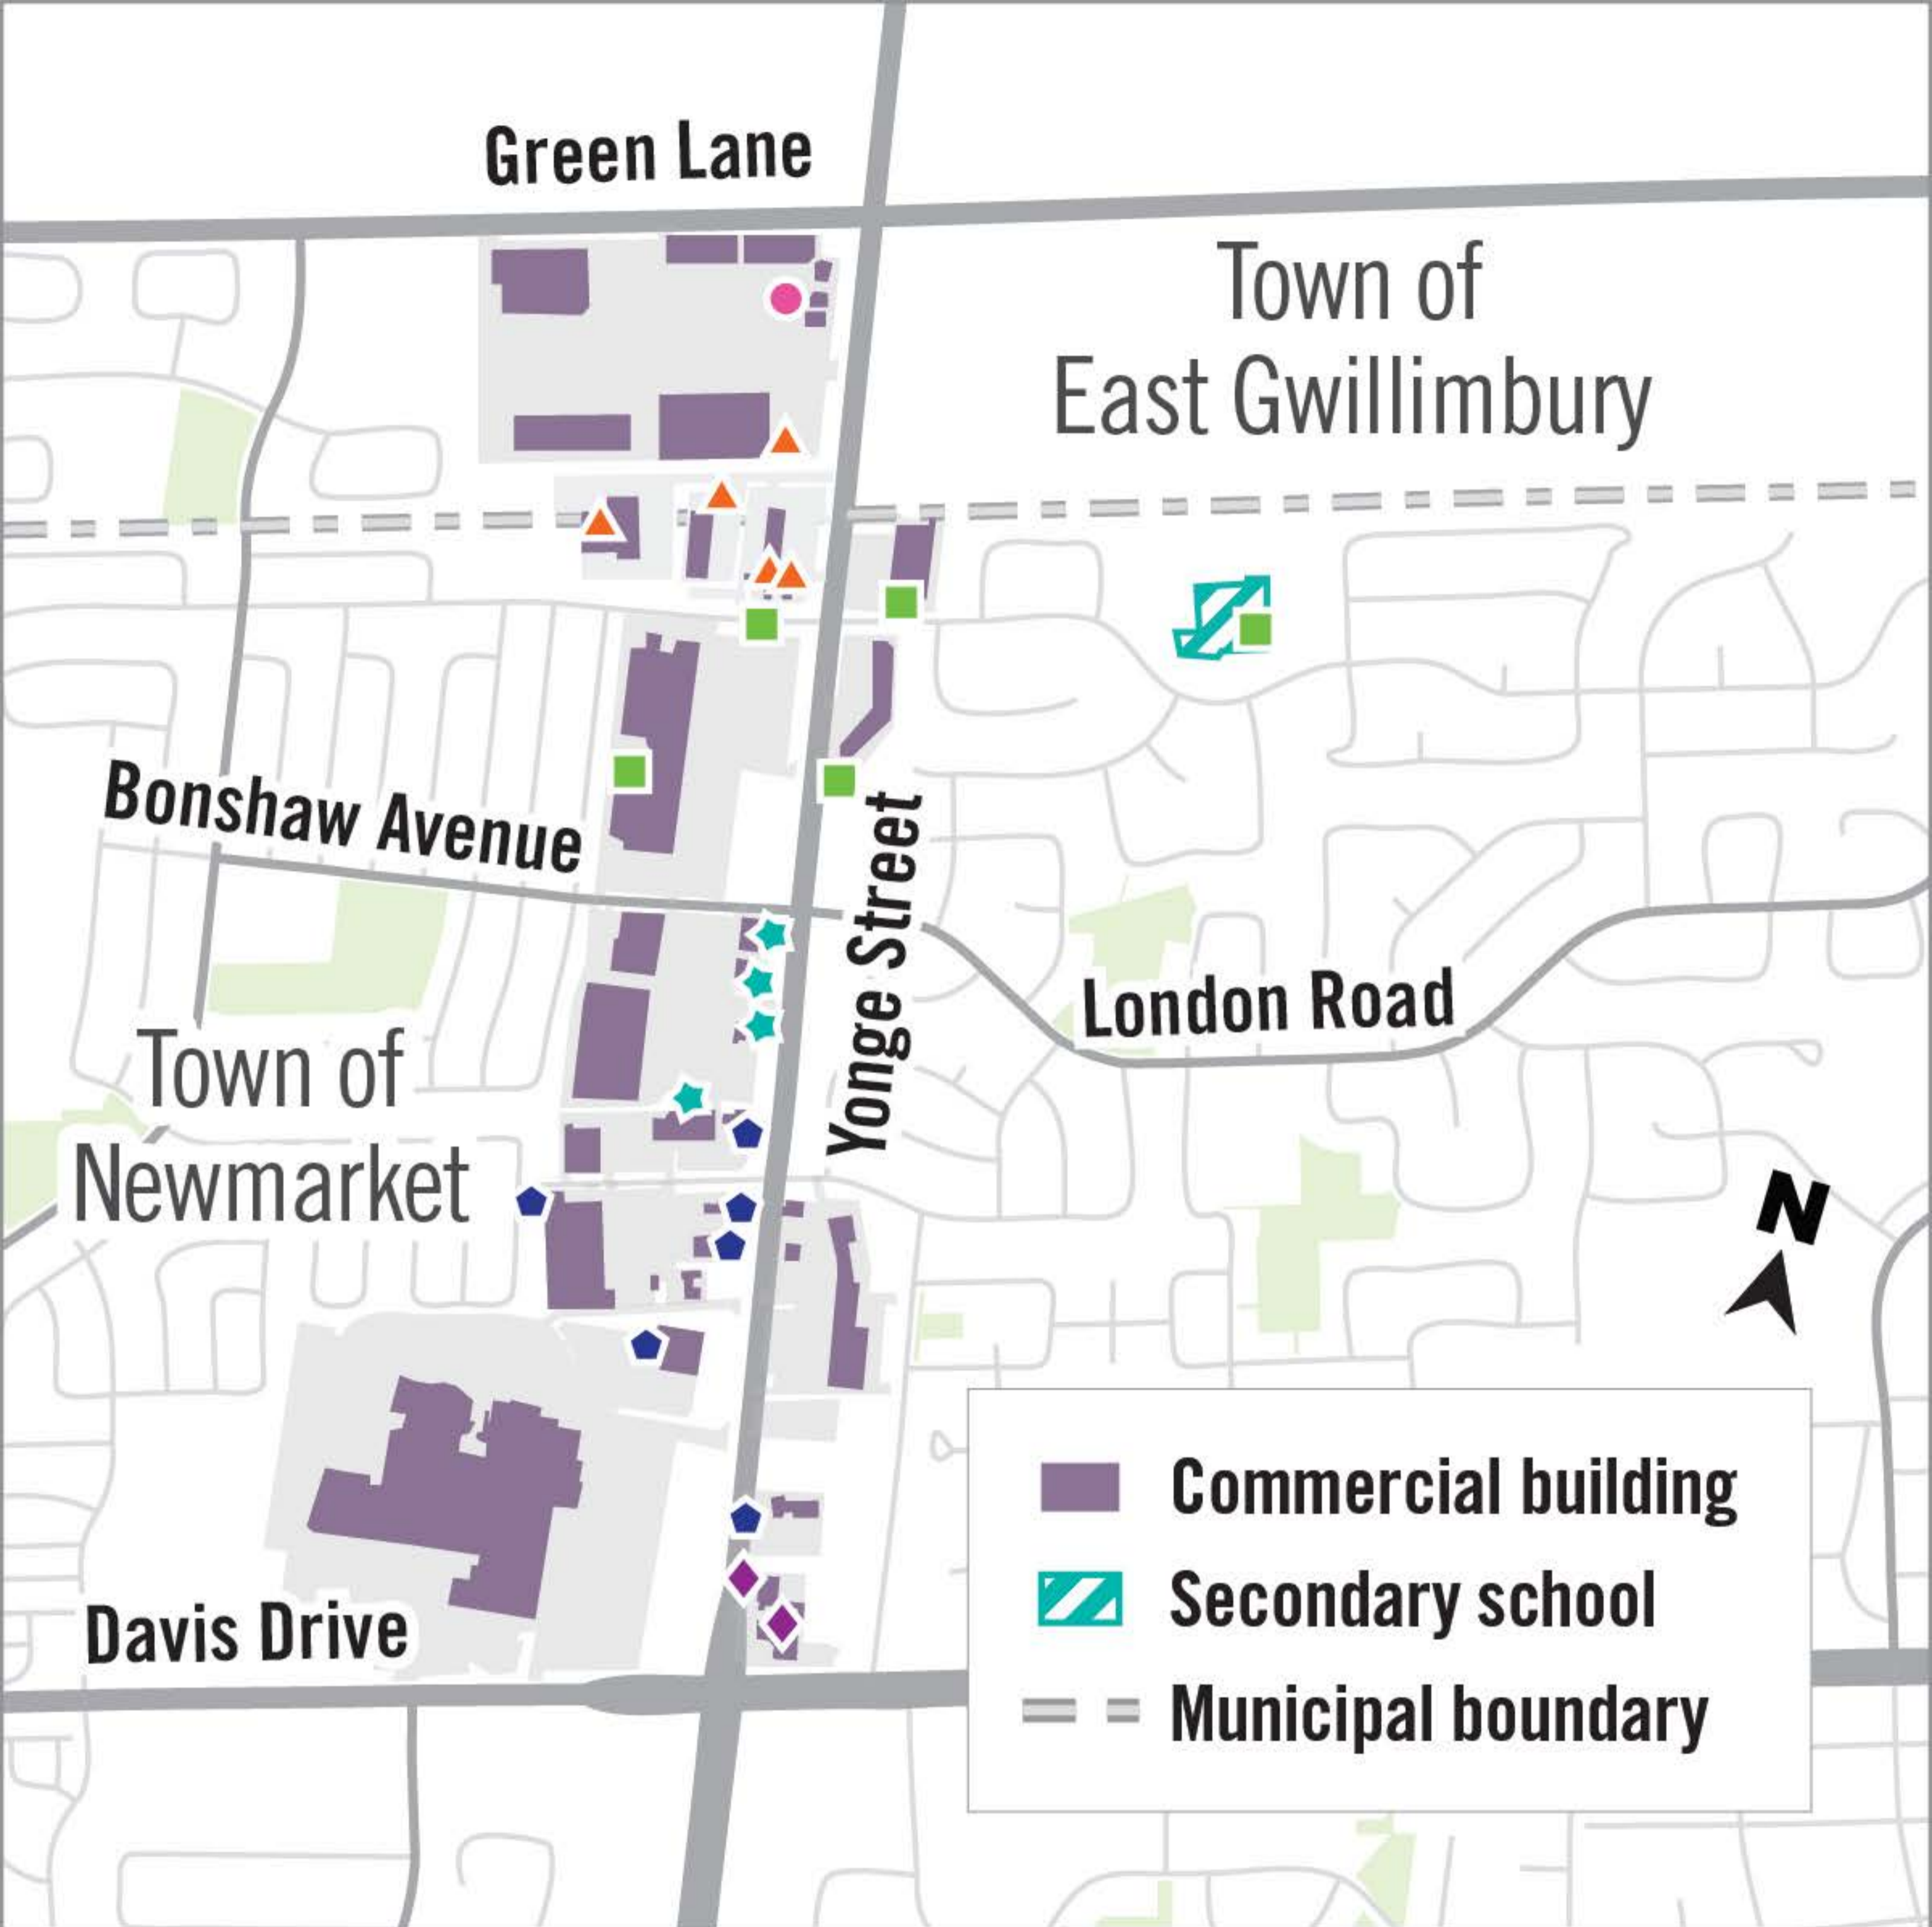 Green Lane
Town of
East Gwillimbury
Bonshaw Avenue
Yonge Street
London Road
Town of
Newmarket
N
Davis Drive
Commercial building
Secondary school
Municipal boundary